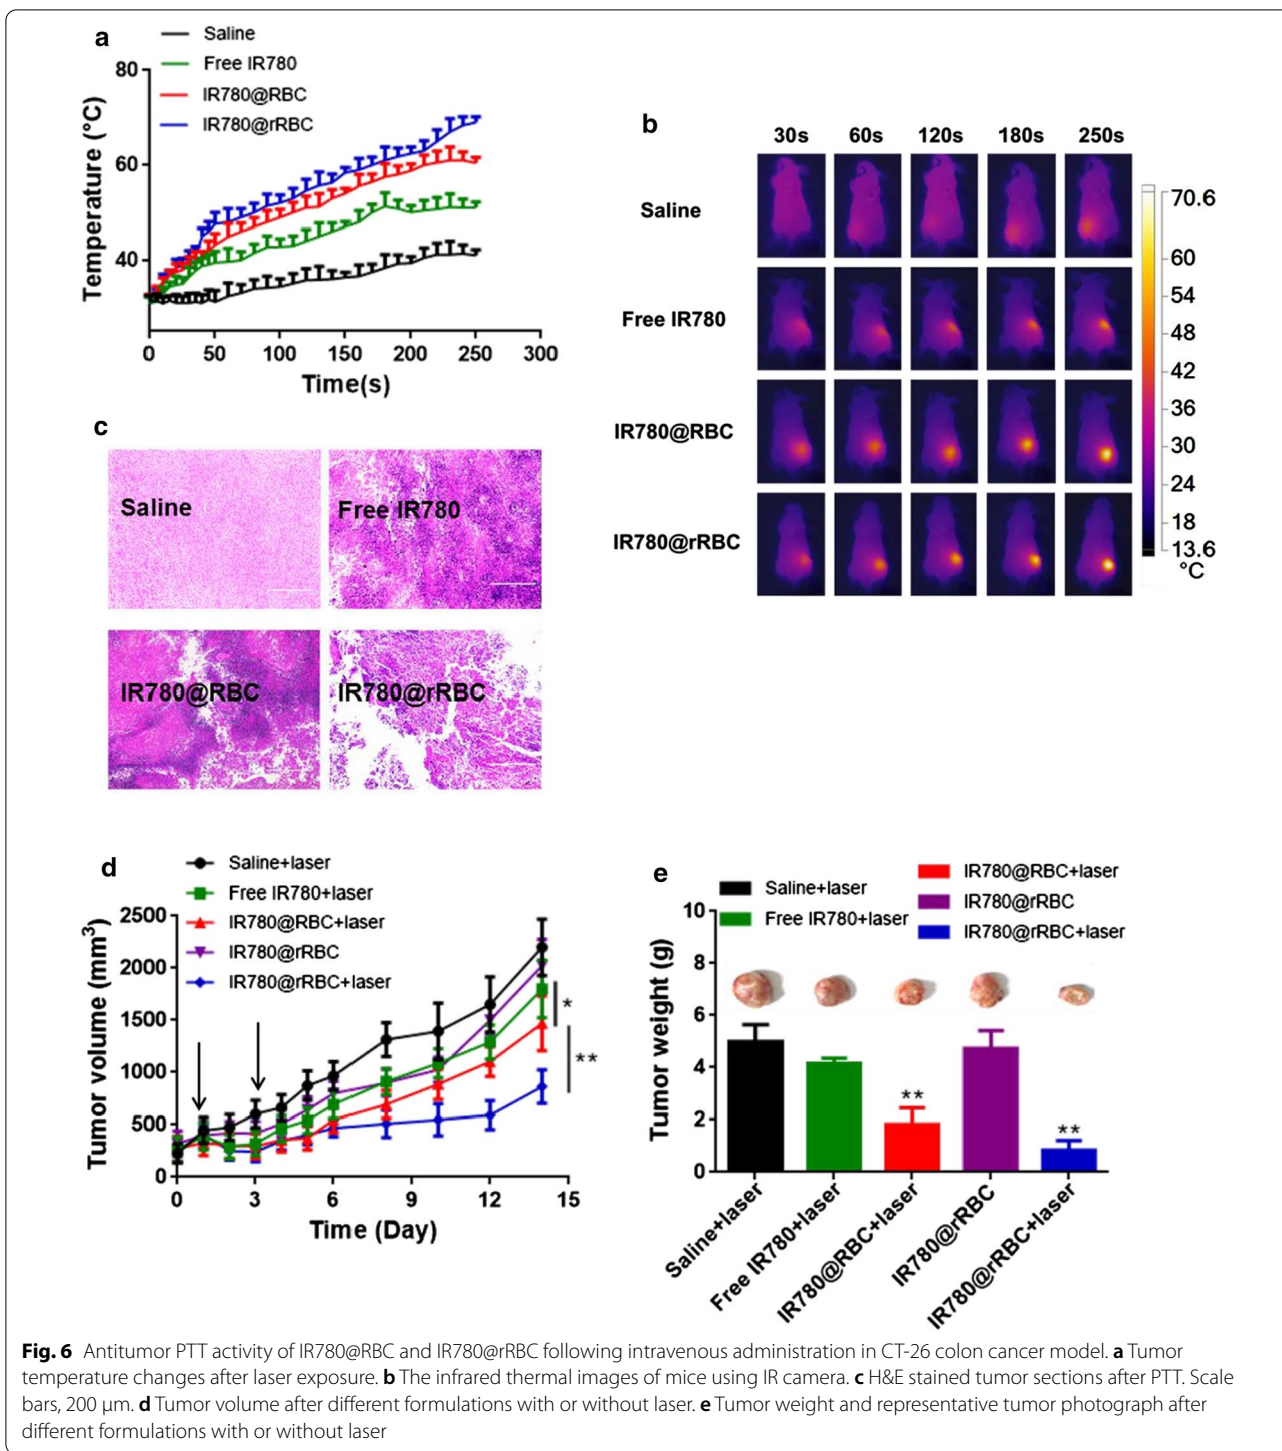 a
Saline
Free IR780
IR780@RBC
IR780@rRBC
80
60
40
Temperature (°C)
0 50 100 150 200 250 300
Time(s)
b
30s 60s 120s 180s 250s
Saline
Free IR780
IR780@RBC
IR780@rRBC
70.6
60
54
48
42
36
30
24
18
13.6
°C
c
Saline
Free IR780
IR780@RBC
IR780@rRBC
d
Saline+laser
Free IR780+laser
IR780@RBC+laser
IR780@rRBC
IR780@rRBC+laser
2500
2000
1500
1000
500
0
Tumor volume (mm³)
*
**
0 3 6 9 12 15
Time (Day)
e
Saline+laser
Free IR780+laser
IR780@RBC+laser
IR780@rRBC
IR780@rRBC+laser
10
8
6
4
2
0
Tumor weight (g)
**
**
Saline+laser
Free IR780+laser
IR780@RBC+laser
IR780@rRBC
IR780@rRBC+laser
Fig. 6 Antitumor PTT activity of IR780@RBC and IR780@rRBC following intravenous administration in CT-26 colon cancer model. a Tumor
temperature changes after laser exposure. b The infrared thermal images of mice using IR camera. c H&E stained tumor sections after PTT. Scale
bars, 200 μm. d Tumor volume after different formulations with or without laser. e Tumor weight and representative tumor photograph after
different formulations with or without laser